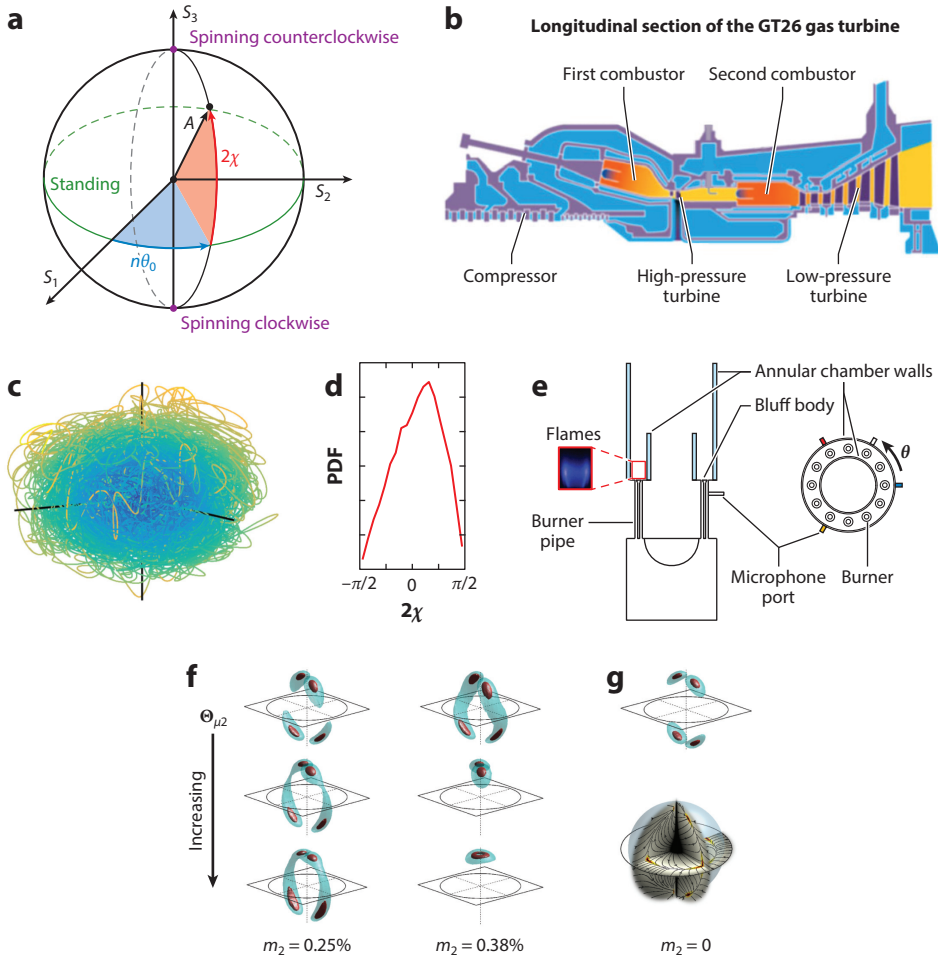 a
S₃
Spinning counterclockwise
A
2χ
Standing
S₂
nθ₀
S₁
Spinning clockwise
b
Longitudinal section of the GT26 gas turbine
First combustor
Second combustor
Compressor
High-pressure
turbine
Low-pressure
turbine
c
d
PDF
−π/2
0
π/2
2χ
e
Annular chamber walls
Bluff body
Flames
θ
Burner
pipe
Microphone
port
Burner
f
Θμ2
Increasing
m₂ = 0.25%
m₂ = 0.38%
g
m₂ = 0